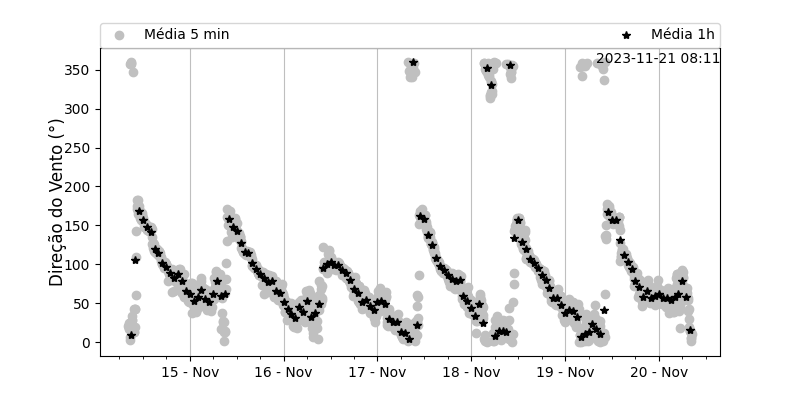 Média 5 min
Média 1h
2023-11-21 08:11
Direção do Vento (°)
350
300
250
200
150
100
50
0
15 - Nov
16 - Nov
17 - Nov
18 - Nov
19 - Nov
20 - Nov